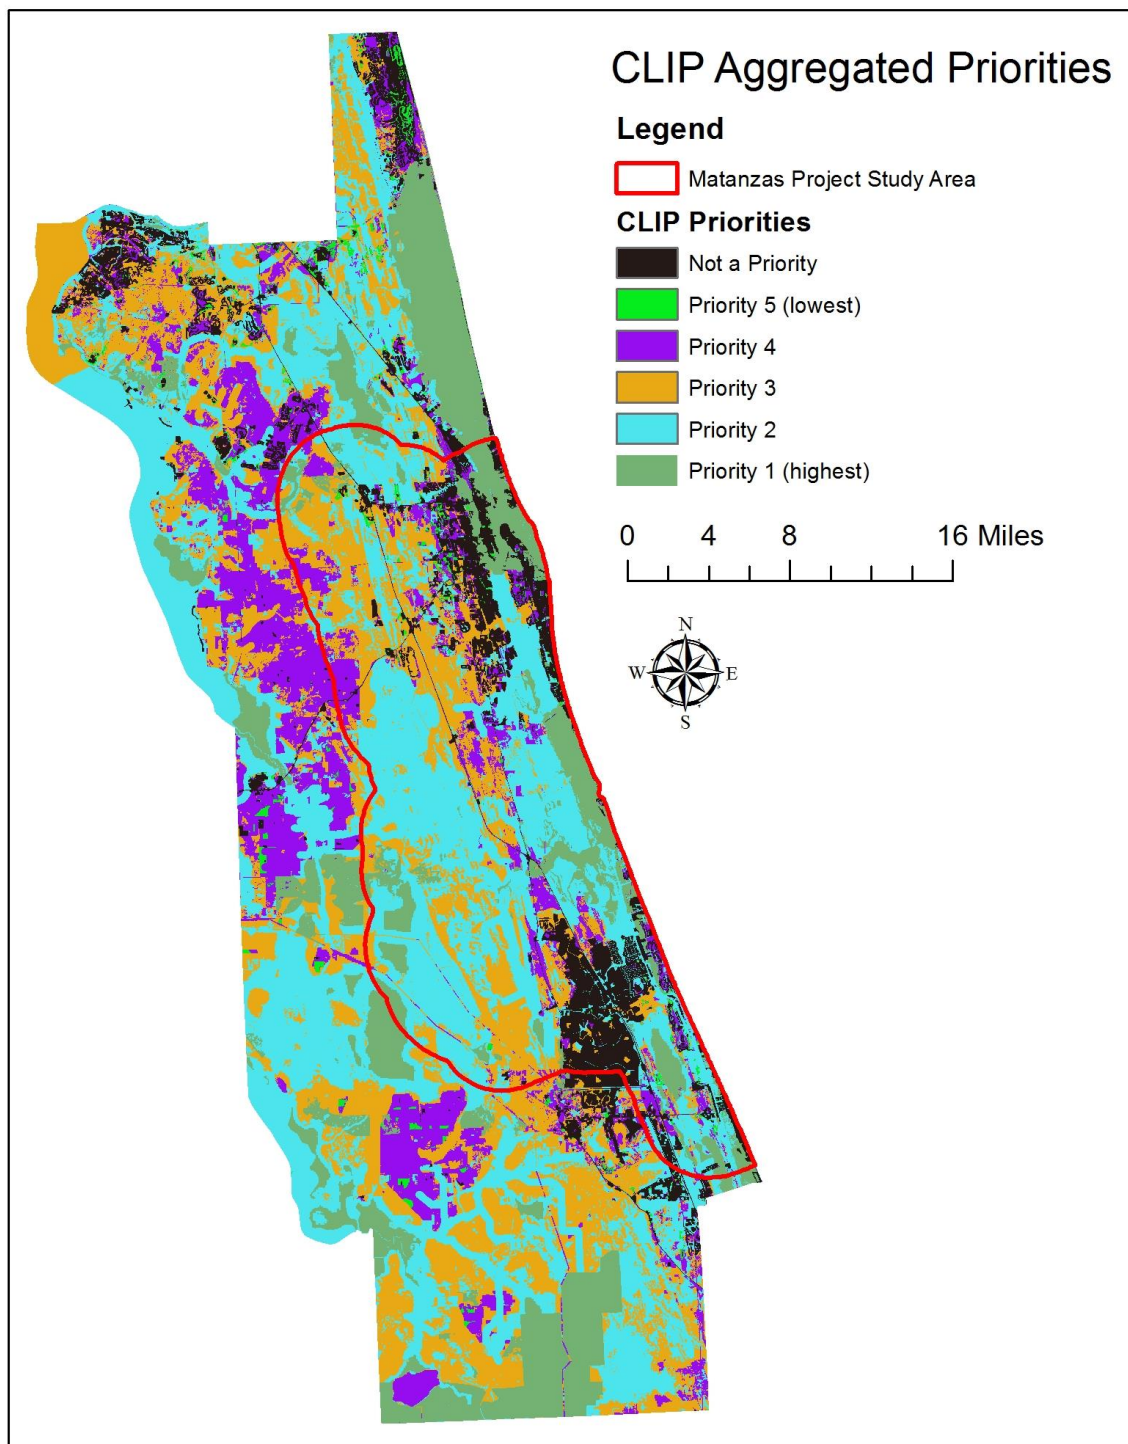 CLIP Aggregated Priorities
Legend
Matanzas Project Study Area
CLIP Priorities
Not a Priority
Priority 5 (lowest)
Priority 4
Priority 3
Priority 2
Priority 1 (highest)
0 4 8 16 Miles
N
W E
S